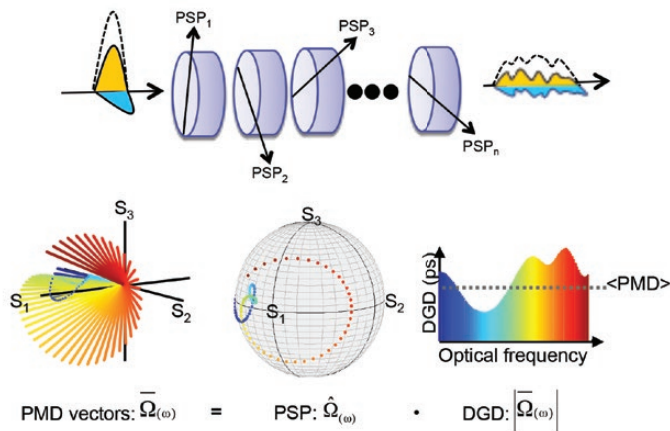 PSP1
PSP3
PSP2
PSPn
S3
S1
S2
S3
S1
S2
DGD (ps)
<PMD>
Optical frequency
PMD vectors: Ω̅(ω) = PSP: Ω̂(ω) • DGD: |Ω̅(ω)|